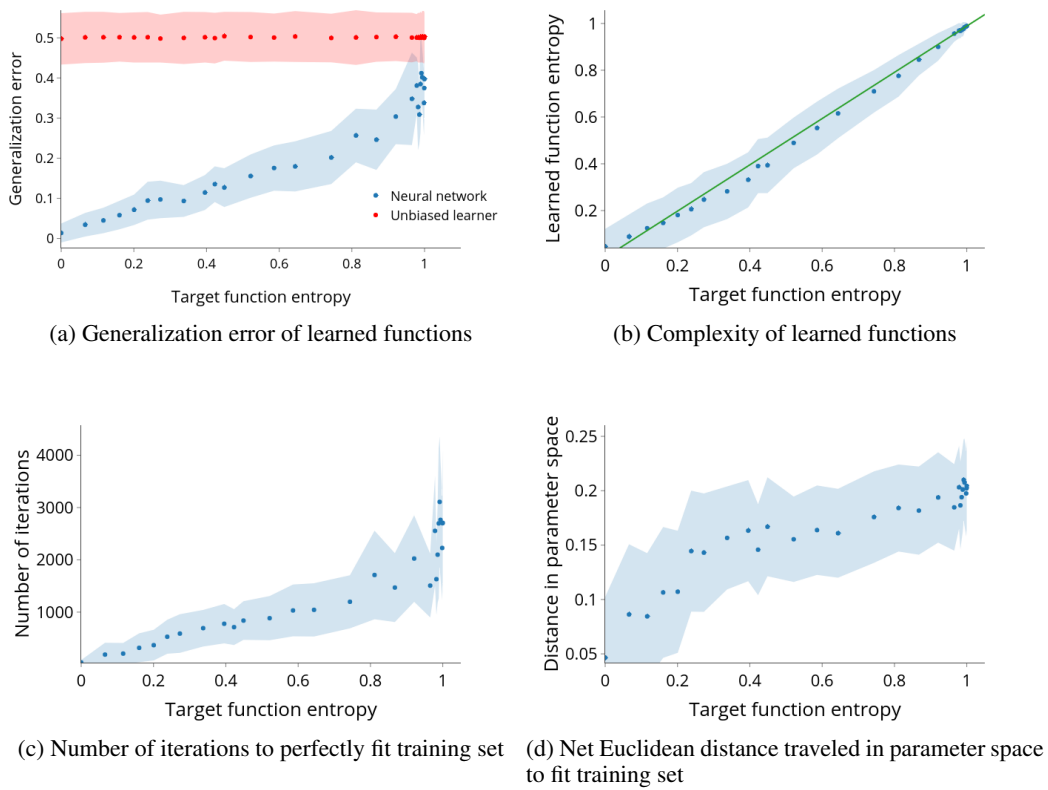 Generalization error
0.5
0.4
0.3
0.2
0.1
0
0
0.2
0.4
0.6
0.8
1
Neural network
Unbiased learner
Target function entropy
(a) Generalization error of learned functions
Learned function entropy
1
0.8
0.6
0.4
0.2
0
0.2
0.4
0.6
0.8
1
Target function entropy
(b) Complexity of learned functions
Number of iterations
4000
3000
2000
1000
0
0.2
0.4
0.6
0.8
1
Target function entropy
(c) Number of iterations to perfectly fit training set
Distance in parameter space
0.25
0.2
0.15
0.1
0.05
0
0.2
0.4
0.6
0.8
1
Target function entropy
(d) Net Euclidean distance traveled in parameter space
to fit training set